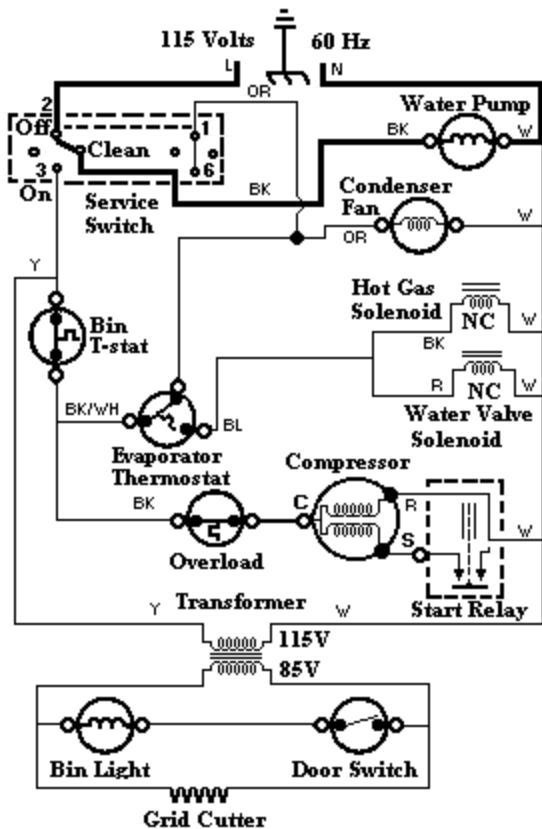 115 Volts
60 Hz
L
N
OR
2
Off
1
Clean
BK
Water Pump
W
3
6
On
BK
Service
Switch
Condenser
Fan
OR
W
Y
Hot Gas
Solenoid
NC
W
BK
Bin
T-stat
R
NC
W
Water Valve
Solenoid
BK/WH
BL
Evaporator
Thermostat
Compressor
BK
C
R
Overload
S
W
Start Relay
Y
Transformer
W
115V
85V
Bin Light
Door Switch
Grid Cutter